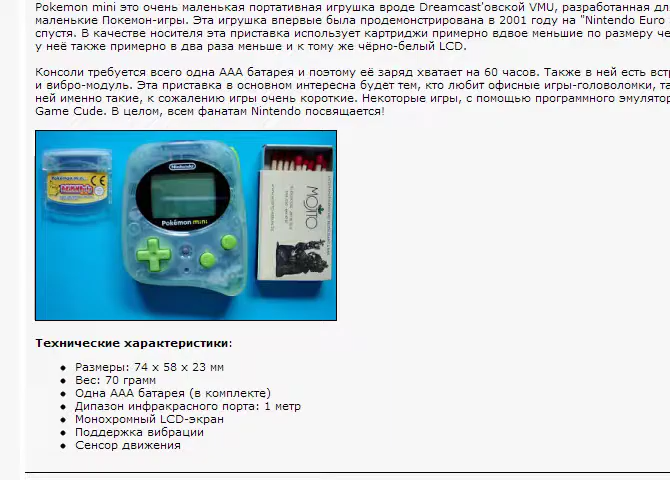 Pokemon mini это очень маленькая портативная игрушка вроде Dreamcast'овской VMU, разработанная
маленькие Покемон-игры. Эта игрушка впервые была продемонстрирована в 2001 году на "Nintendo Euro
спустя. В качестве носителя эта приставка использует картриджи примерно вдвое меньшие по размеру
у неё также примерно в два раза меньше и к тому же чёрно-белый LCD.
Консоли требуется всего одна AAA батарея и поэтому её заряд хватает на 60 часов. Также в ней есть
и вибро-модуль. Эта приставка в основном интересна будет тем, кто любит офисные игры-головоломки,
ней именно такие, к сожалению игры очень короткие. Некоторые игры, с помощью программного
Game Cude. В целом, всем фанатам Nintendo посвящается!
Pokémon mini
CE
Nintendo
Pokémon mini
MOJITO
Технические характеристики:
Размеры: 74 x 58 x 23 мм
Вес: 70 грамм
Одна AAA батарея (в комплекте)
Дипазон инфракрасного порта: 1 метр
Монохромный LCD-экран
Поддержка вибрации
Сенсор движения